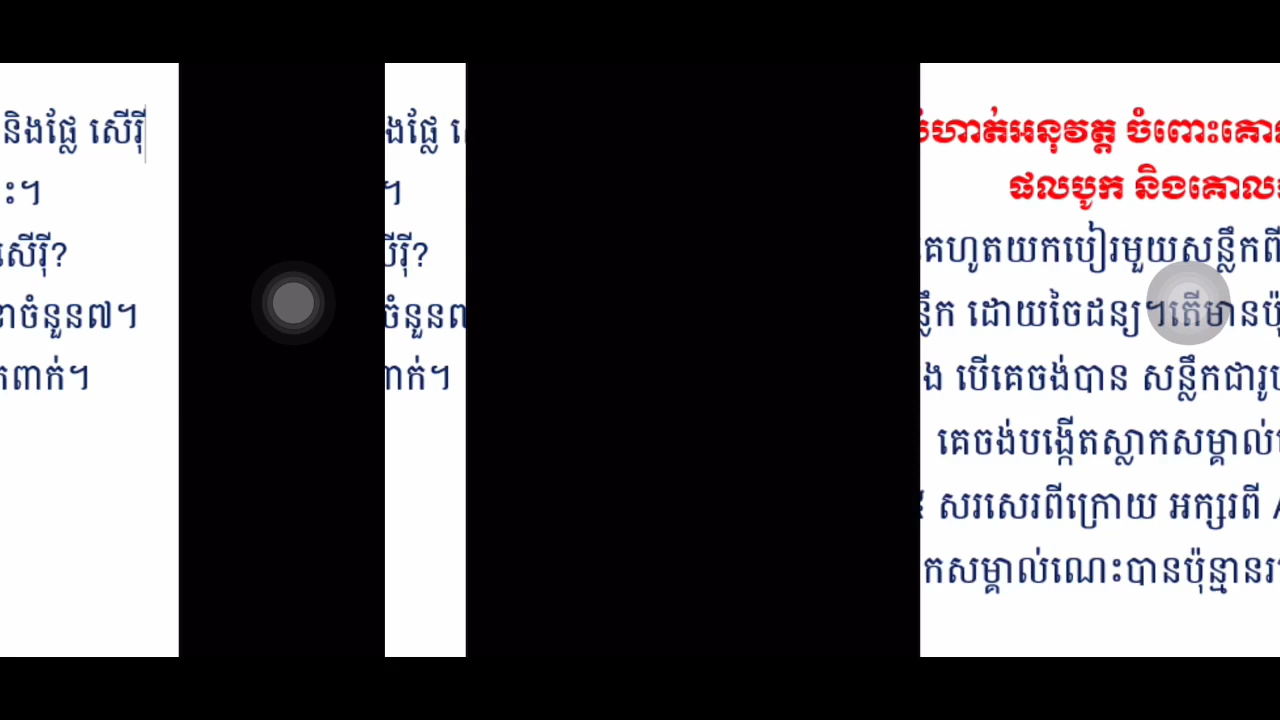 និងផ្លែ សើរ៊ី
ះ។
សើរ៊ី?
ចំនួន៧។
ពាក់។
ងផ្លែ
។
រ៊ី?
ចំនួន៧
ពាក់។
លំហាត់អនុវត្ត ចំពោះគោល
ផលបូក និងគោល
គេហូតយកបៀរមួយសន្លឹកពី
ដោយចៃដន្យ។តើមានប៉ុ
បើគេចង់បាន សន្លឹកជារូប
គេចង់បង្កើតស្លាកសម្គាល់
សរសេរពីក្រោយ អក្សរពី A
កសម្គាល់ណេះបានប៉ុន្មានរ